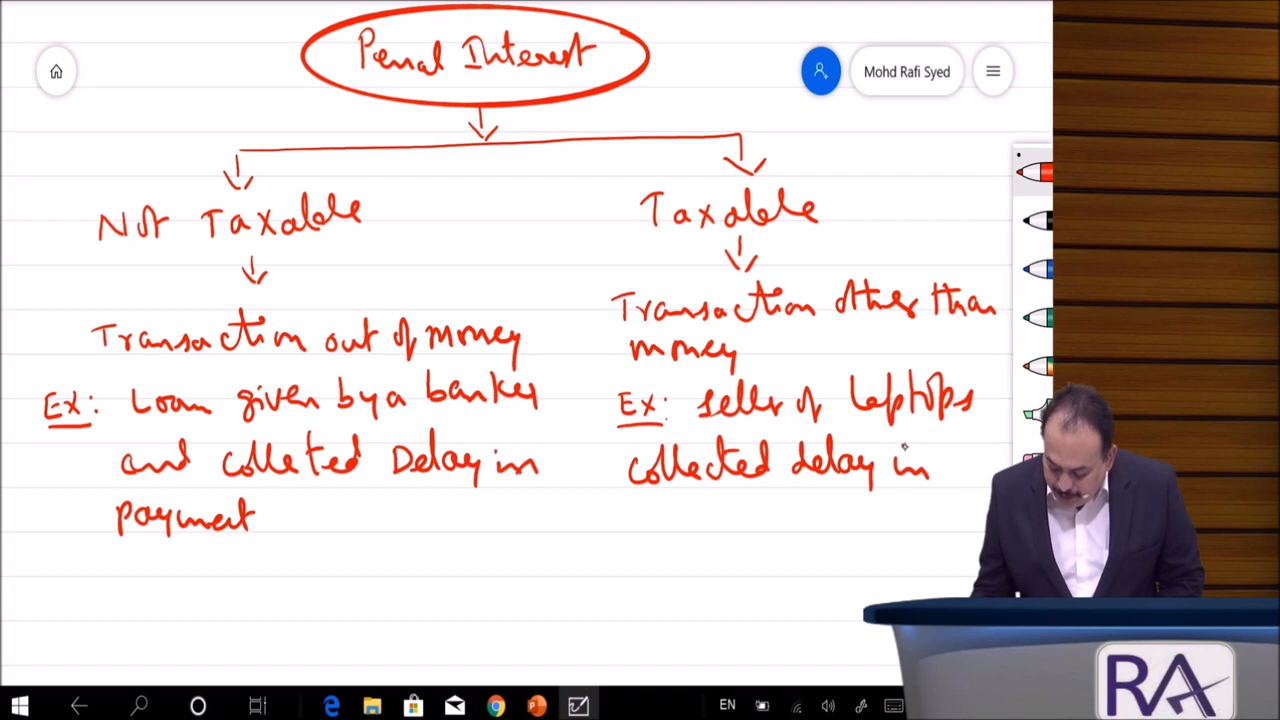 Penal Interest
Mohd Rafi Syed
Not Taxable
Taxable
Transaction out of money
Ex: Loan given by a banker
and colleted Delay in
payment
Transaction other than
money
Ex: seller of Laptops
collected delay in
RA
EN